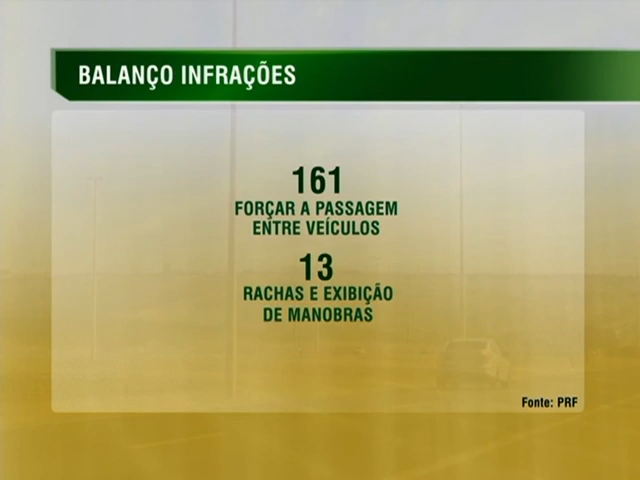 BALANÇO INFRAÇÕES
161
FORÇAR A PASSAGEM
ENTRE VEÍCULOS
13
RACHAS E EXIBIÇÃO
DE MANOBRAS
Fonte: PRF